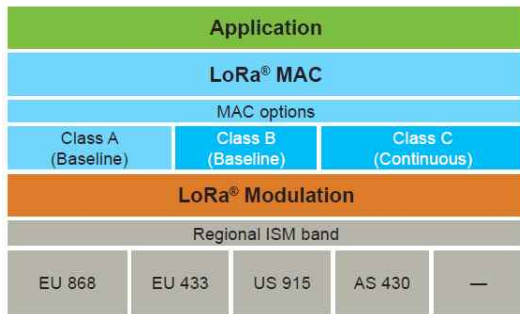 Application
LoRa® MAC
MAC options
Class A
(Baseline)
Class B
(Baseline)
Class C
(Continuous)
LoRa® Modulation
Regional ISM band
EU 868
EU 433
US 915
AS 430
—